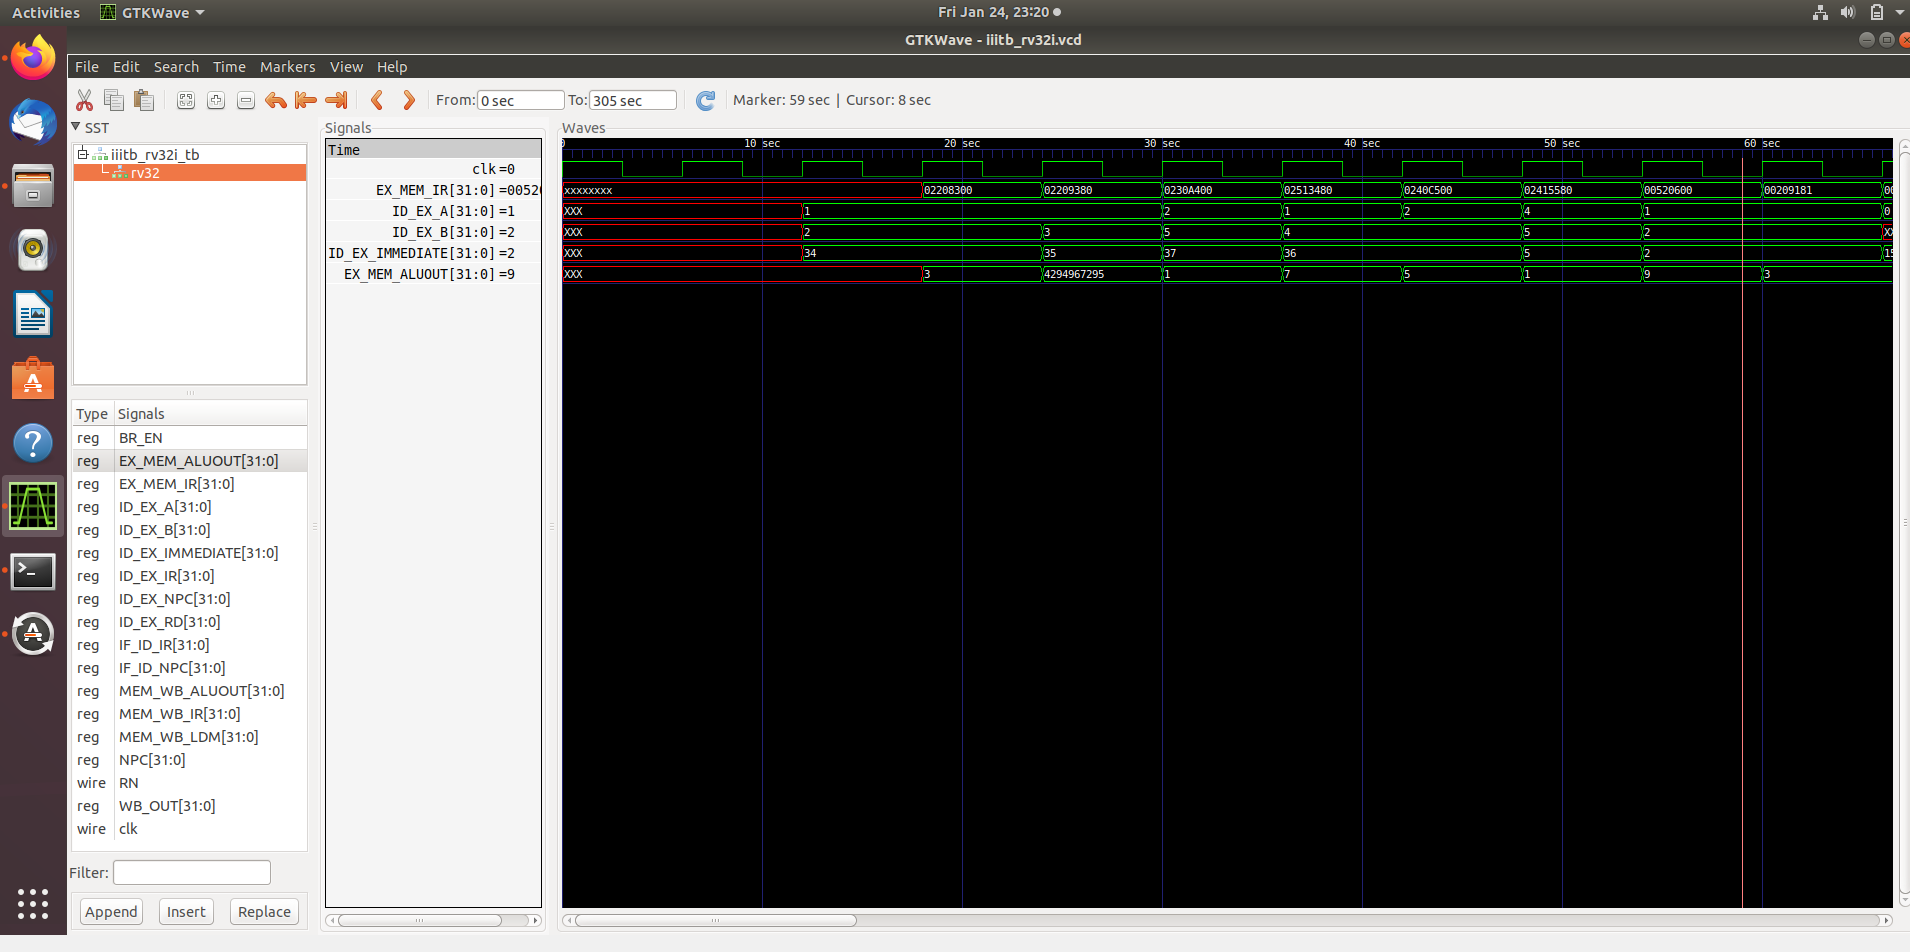 Activities GTKWave Fri Jan 24, 23:20
GTKWave - iiitb_rv32i.vcd
File Edit Search Time Markers View Help
From: 0 sec To: 305 sec Marker: 59 sec | Cursor: 8 sec
SST
iiitb_rv32i_tb
rv32
Type Signals
reg BR_EN
reg EX_MEM_ALUOUT[31:0]
reg EX_MEM_IR[31:0]
reg ID_EX_A[31:0]
reg ID_EX_B[31:0]
reg ID_EX_IMMEDIATE[31:0]
reg ID_EX_IR[31:0]
reg ID_EX_NPC[31:0]
reg ID_EX_RD[31:0]
reg IF_ID_IR[31:0]
reg IF_ID_NPC[31:0]
reg MEM_WB_ALUOUT[31:0]
reg MEM_WB_IR[31:0]
reg MEM_WB_LDM[31:0]
reg NPC[31:0]
wire RN
reg WB_OUT[31:0]
wire clk
Filter:
Append Insert Replace
Signals
Time
clk=0
EX_MEM_IR[31:0]=00520
ID_EX_A[31:0]=1
ID_EX_B[31:0]=2
ID_EX_IMMEDIATE[31:0]=2
EX_MEM_ALUOUT[31:0]=9
Waves
0 10 sec 20 sec 30 sec 40 sec 50 sec 60 sec
xxxxxxxx 02208300 02209380 0230A400 02513480 0240C500 02415580 00520600 00209181 00
XXX 1 2 1 2 4 1 0
XXX 2 3 5 4 5 2 XX
XXX 34 35 37 36 5 2 15
XXX 3 4294967295 1 7 5 1 9 3